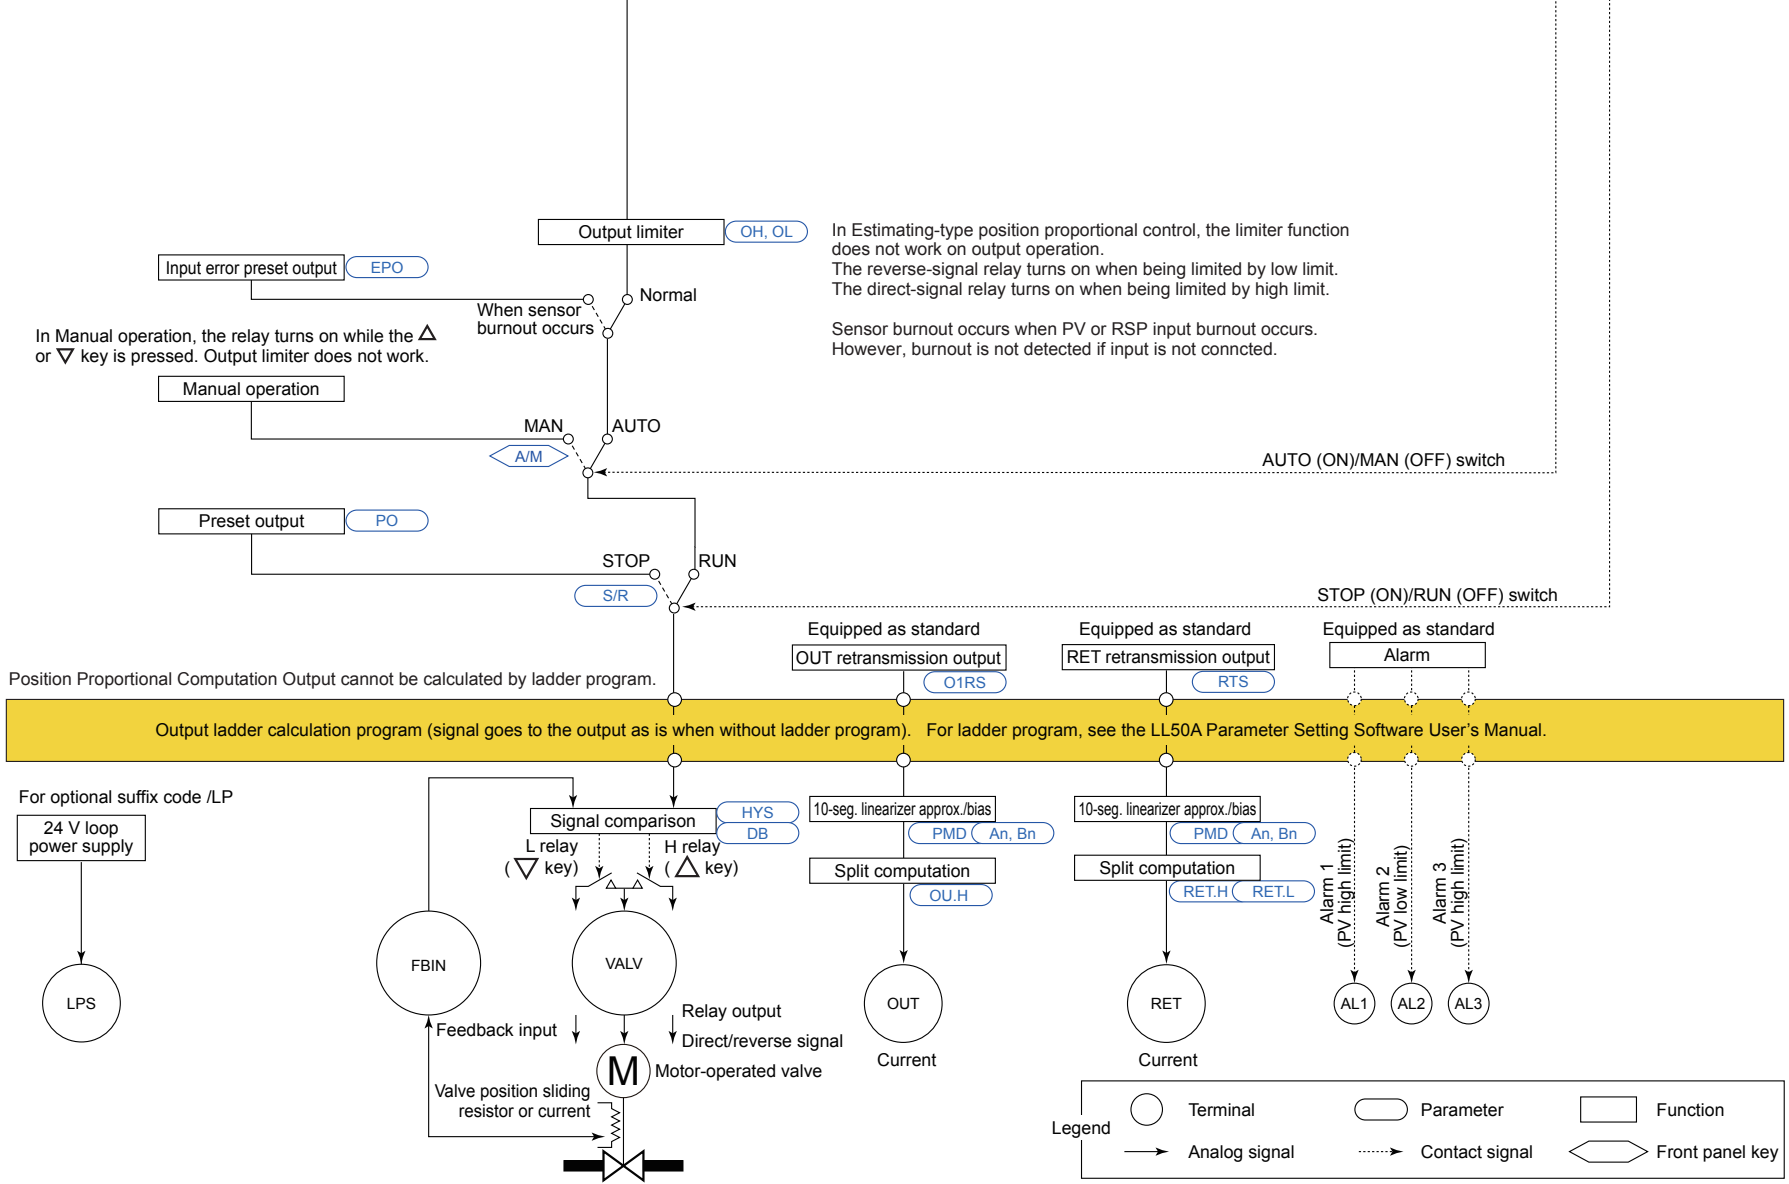 Output limiter
OH, OL
In Estimating-type position proportional control, the limiter function
does not work on output operation.
The reverse-signal relay turns on when being limited by low limit.
The direct-signal relay turns on when being limited by high limit.
Sensor burnout occurs when PV or RSP input burnout occurs.
However, burnout is not detected if input is not conncted.
Input error preset output
EPO
When sensor
burnout occurs
Normal
In Manual operation, the relay turns on while the △
or ▽ key is pressed. Output limiter does not work.
Manual operation
MAN
AUTO
A/M
AUTO (ON)/MAN (OFF) switch
Preset output
PO
STOP
RUN
S/R
STOP (ON)/RUN (OFF) switch
Equipped as standard
OUT retransmission output
O1RS
Equipped as standard
RET retransmission output
RTS
Equipped as standard
Alarm
Position Proportional Computation Output cannot be calculated by ladder program.
Output ladder calculation program (signal goes to the output as is when without ladder program). For ladder program, see the LL50A Parameter Setting Software User's Manual.
For optional suffix code /LP
24 V loop
power supply
LPS
Signal comparison
HYS
DB
L relay
(▽ key)
H relay
(△ key)
FBIN
VALV
Feedback input
Relay output
Direct/reverse signal
M
Motor-operated valve
Valve position sliding
resistor or current
10-seg. linearizer approx./bias
PMD
An, Bn
Split computation
OU.H
OUT
Current
10-seg. linearizer approx./bias
PMD
An, Bn
Split computation
RET.H
RET.L
RET
Current
Alarm 1
(PV high limit)
Alarm 2
(PV low limit)
Alarm 3
(PV high limit)
AL1
AL2
AL3
Legend
Terminal
Parameter
Function
Analog signal
Contact signal
Front panel key